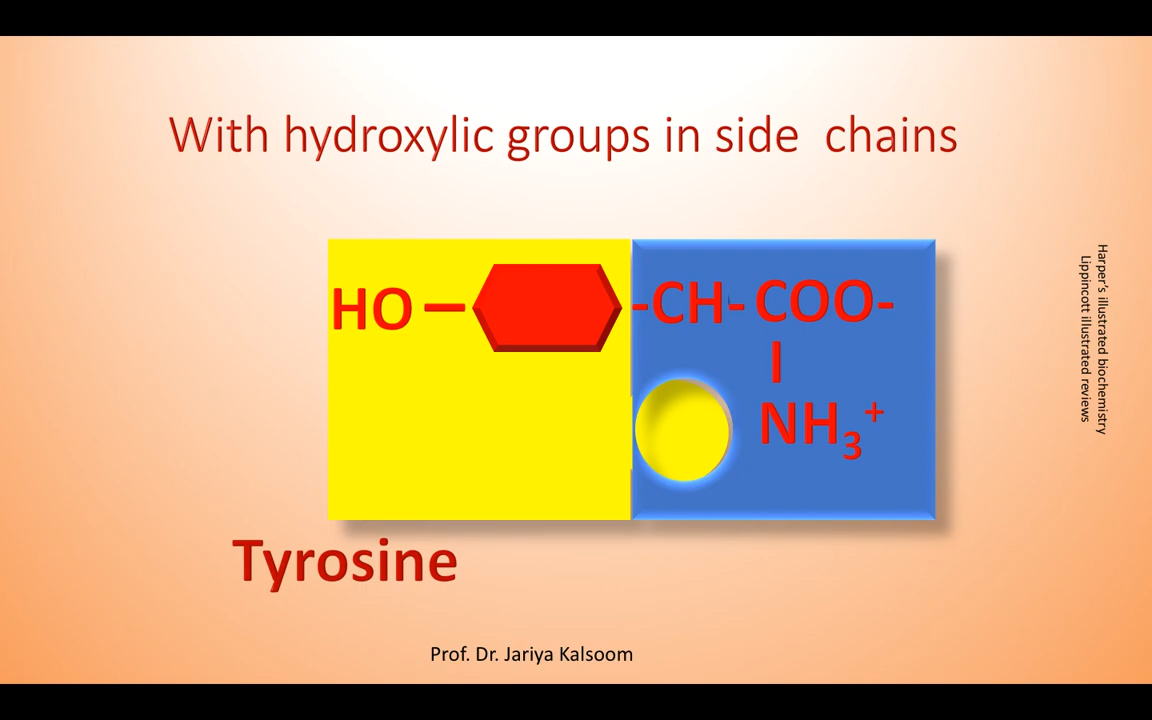 With hydroxylic groups in side chains
HO – -CH- COO-
|
NH₃⁺
Tyrosine
Prof. Dr. Jariya Kalsoom
Harper's illustrated biochemistry
Lippincott illustrated reviews